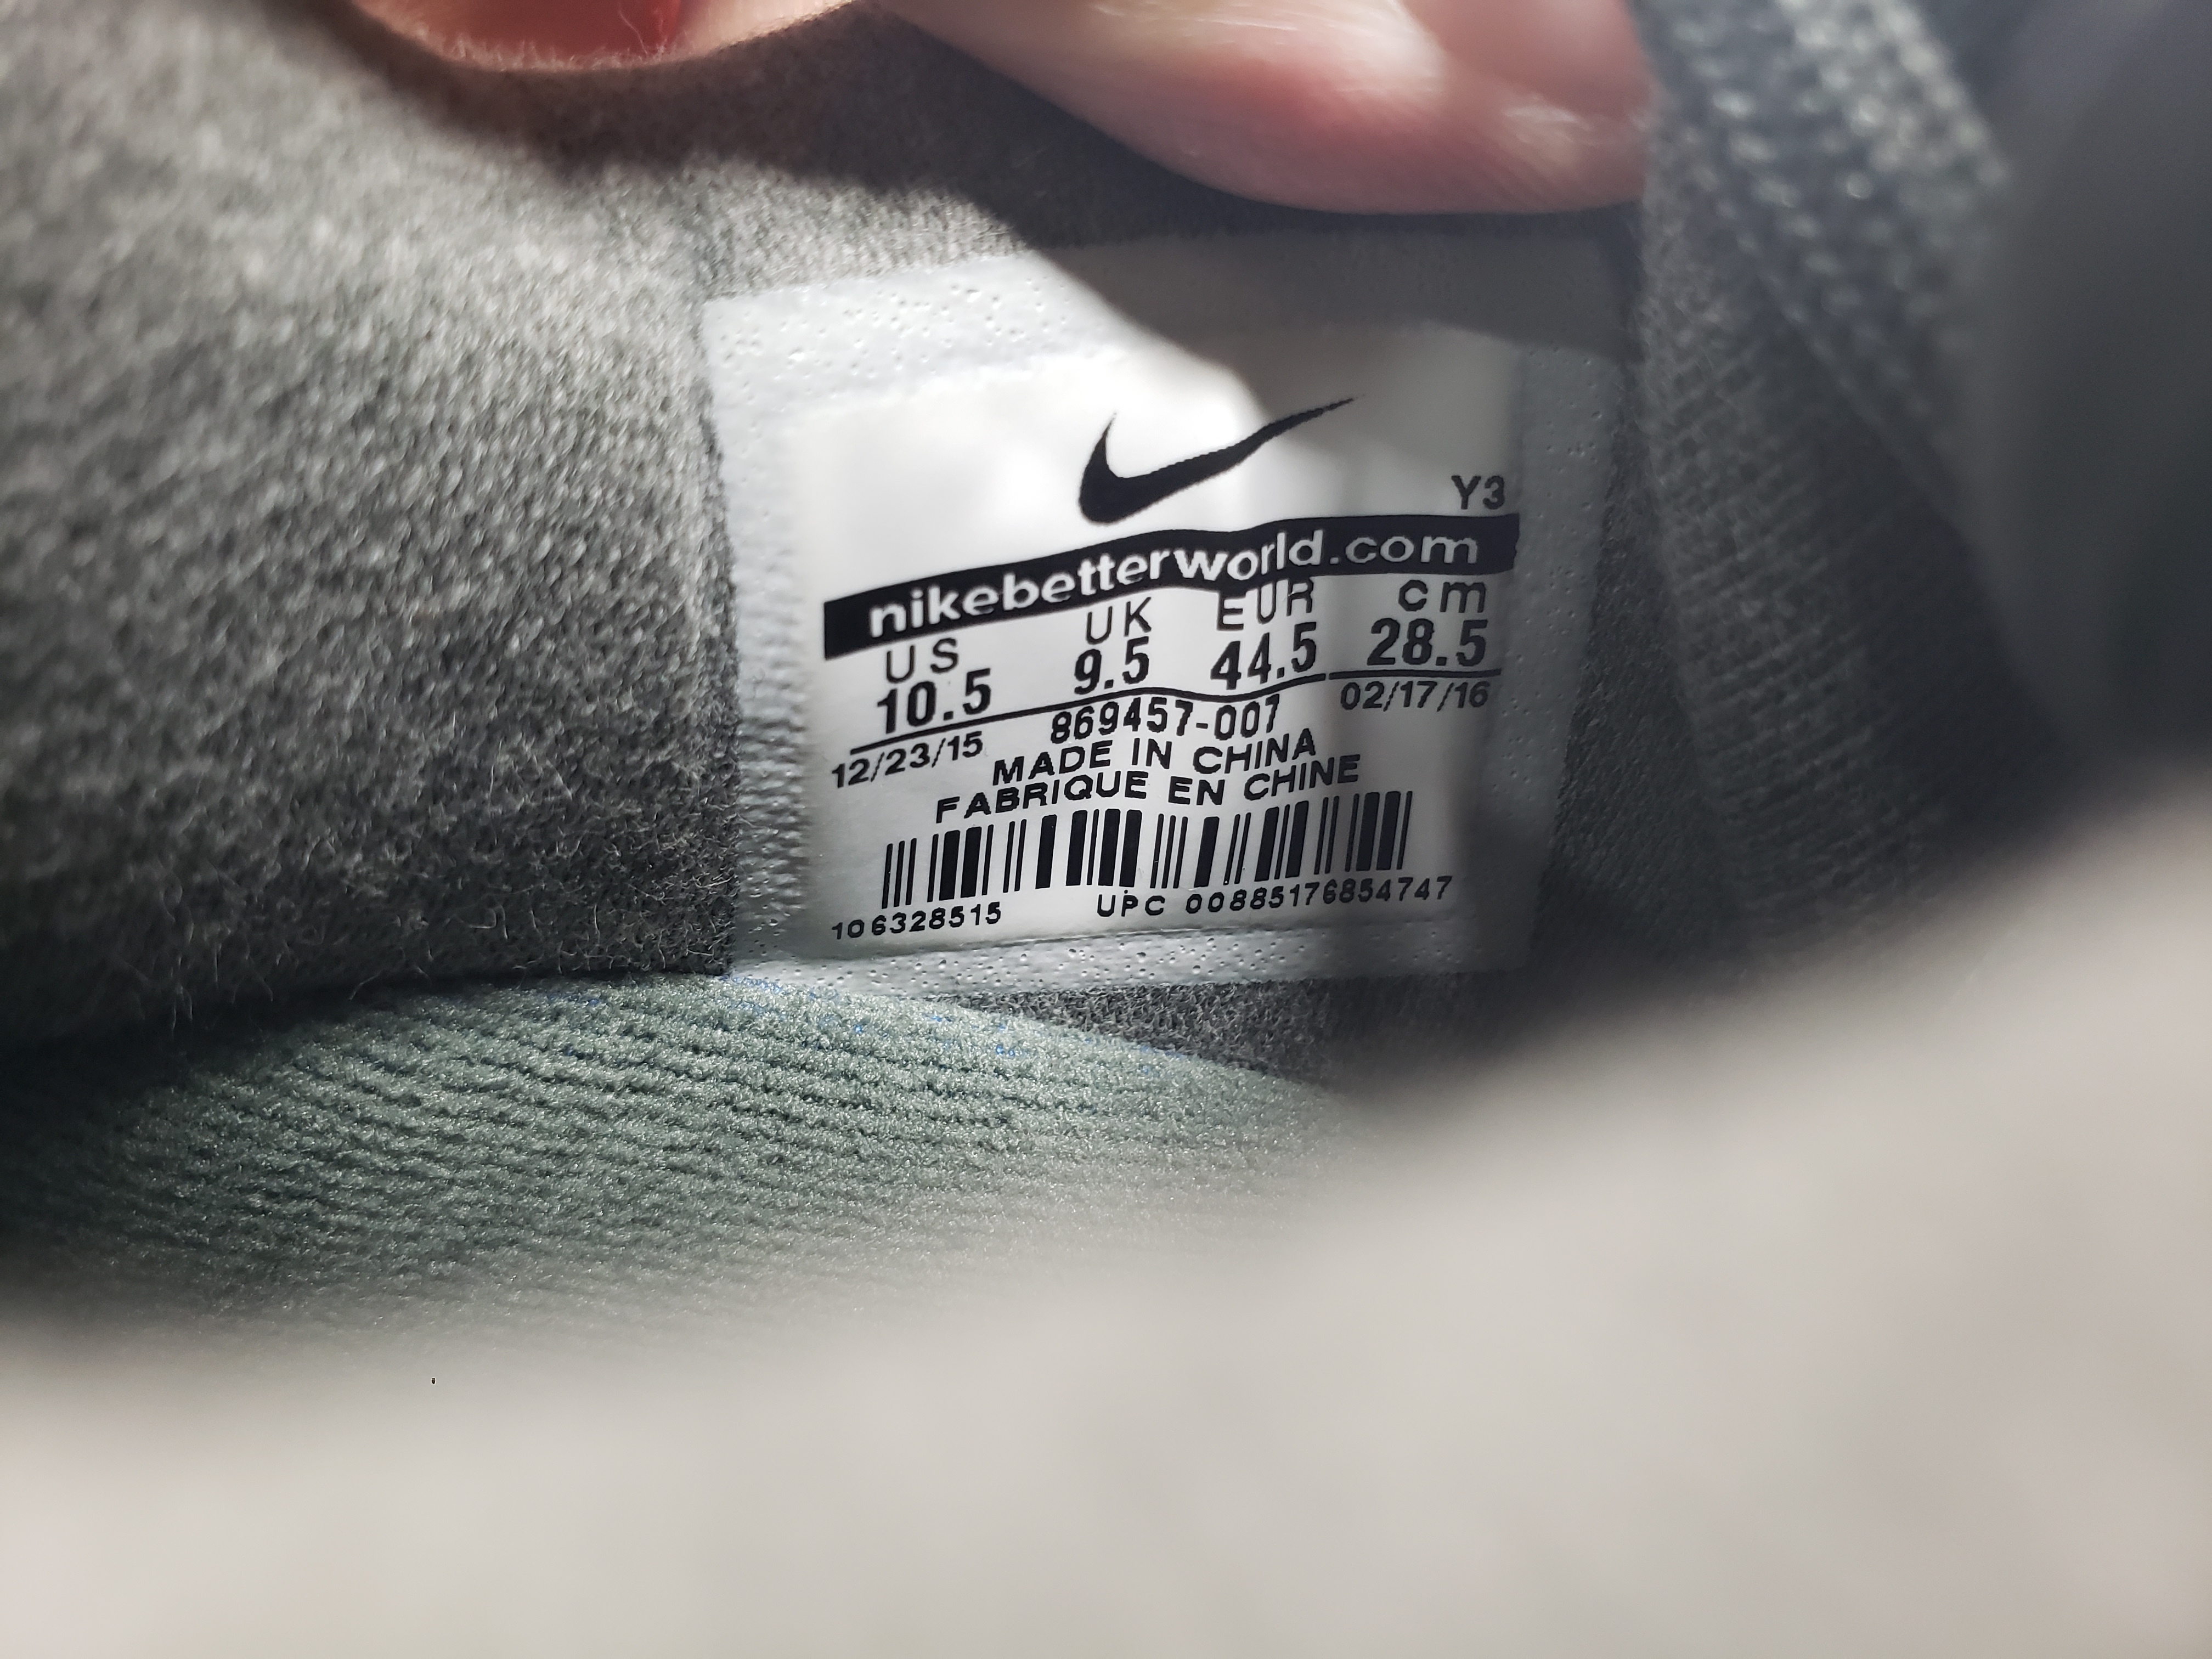 Y3
nikebetterworld.com
US UK EUR cm
10.5 9.5 44.5 28.5
12/23/15 869457-007 02/17/16
MADE IN CHINA
FABRIQUE EN CHINE
106328515 UPC 00885176854747